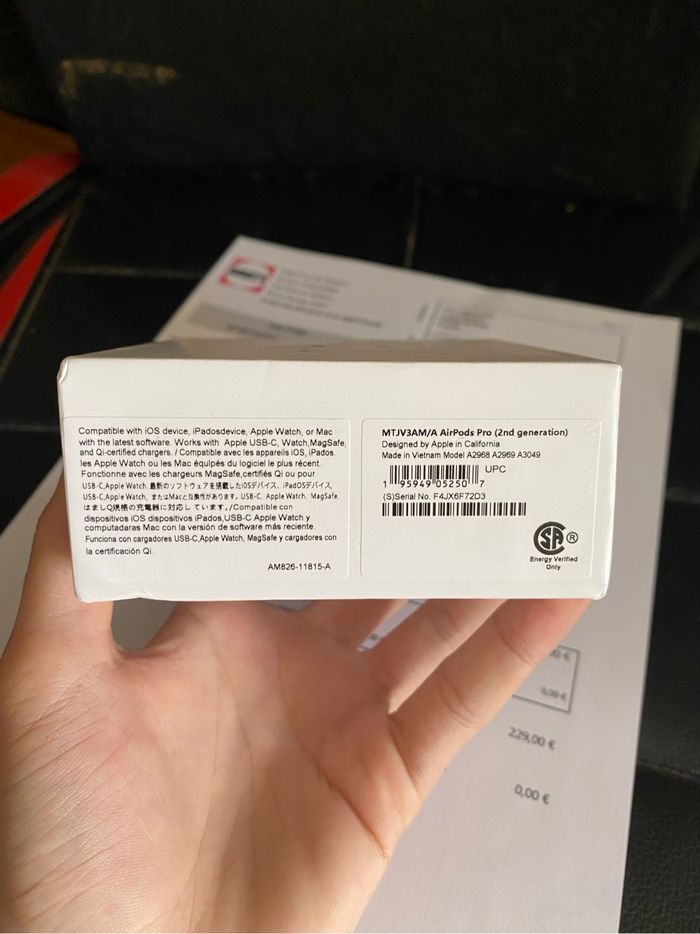 Compatible with iOS device, iPadosdevice, Apple Watch, or Mac
with the latest software. Works with Apple USB-C, Watch,MagSafe,
and Qi-certified chargers. / Compatible avec les appareils iOS, iPados.
les Apple Watch ou les Mac équipés du logiciel le plus récent.
Fonctionne avec les chargeurs MagSafe,certifiés Qi ou pour
USB-C,Apple Watch. 最新のソフトウェアを搭載したiOSデバイス、iPadOSデバイス,
USB-C,Apple Watch、またはMacと互換性があります. USB-C. Apple Watch. MagSafe.
はましQ規格の充電器に対応し ています./Compatible con
dispositivos iOS dispositivos iPados,USB-C Apple Watch y
computadaras Mac con la versión de software más reciente.
Funciona con cargadores USB-C,Apple Watch, MagSafe y cargadores con
la certificación Qi.
AM826-11815-A
MTJV3AM/A AirPods Pro (2nd generation)
Designed by Apple in California
Made in Vietnam Model A2968 A2969 A3049
UPC
1 95949 05250 7
(S)Serial No. F4JX6F72D3
SA ®
Energy Verified
Only
0,00 €
229,00 €
0,00 €